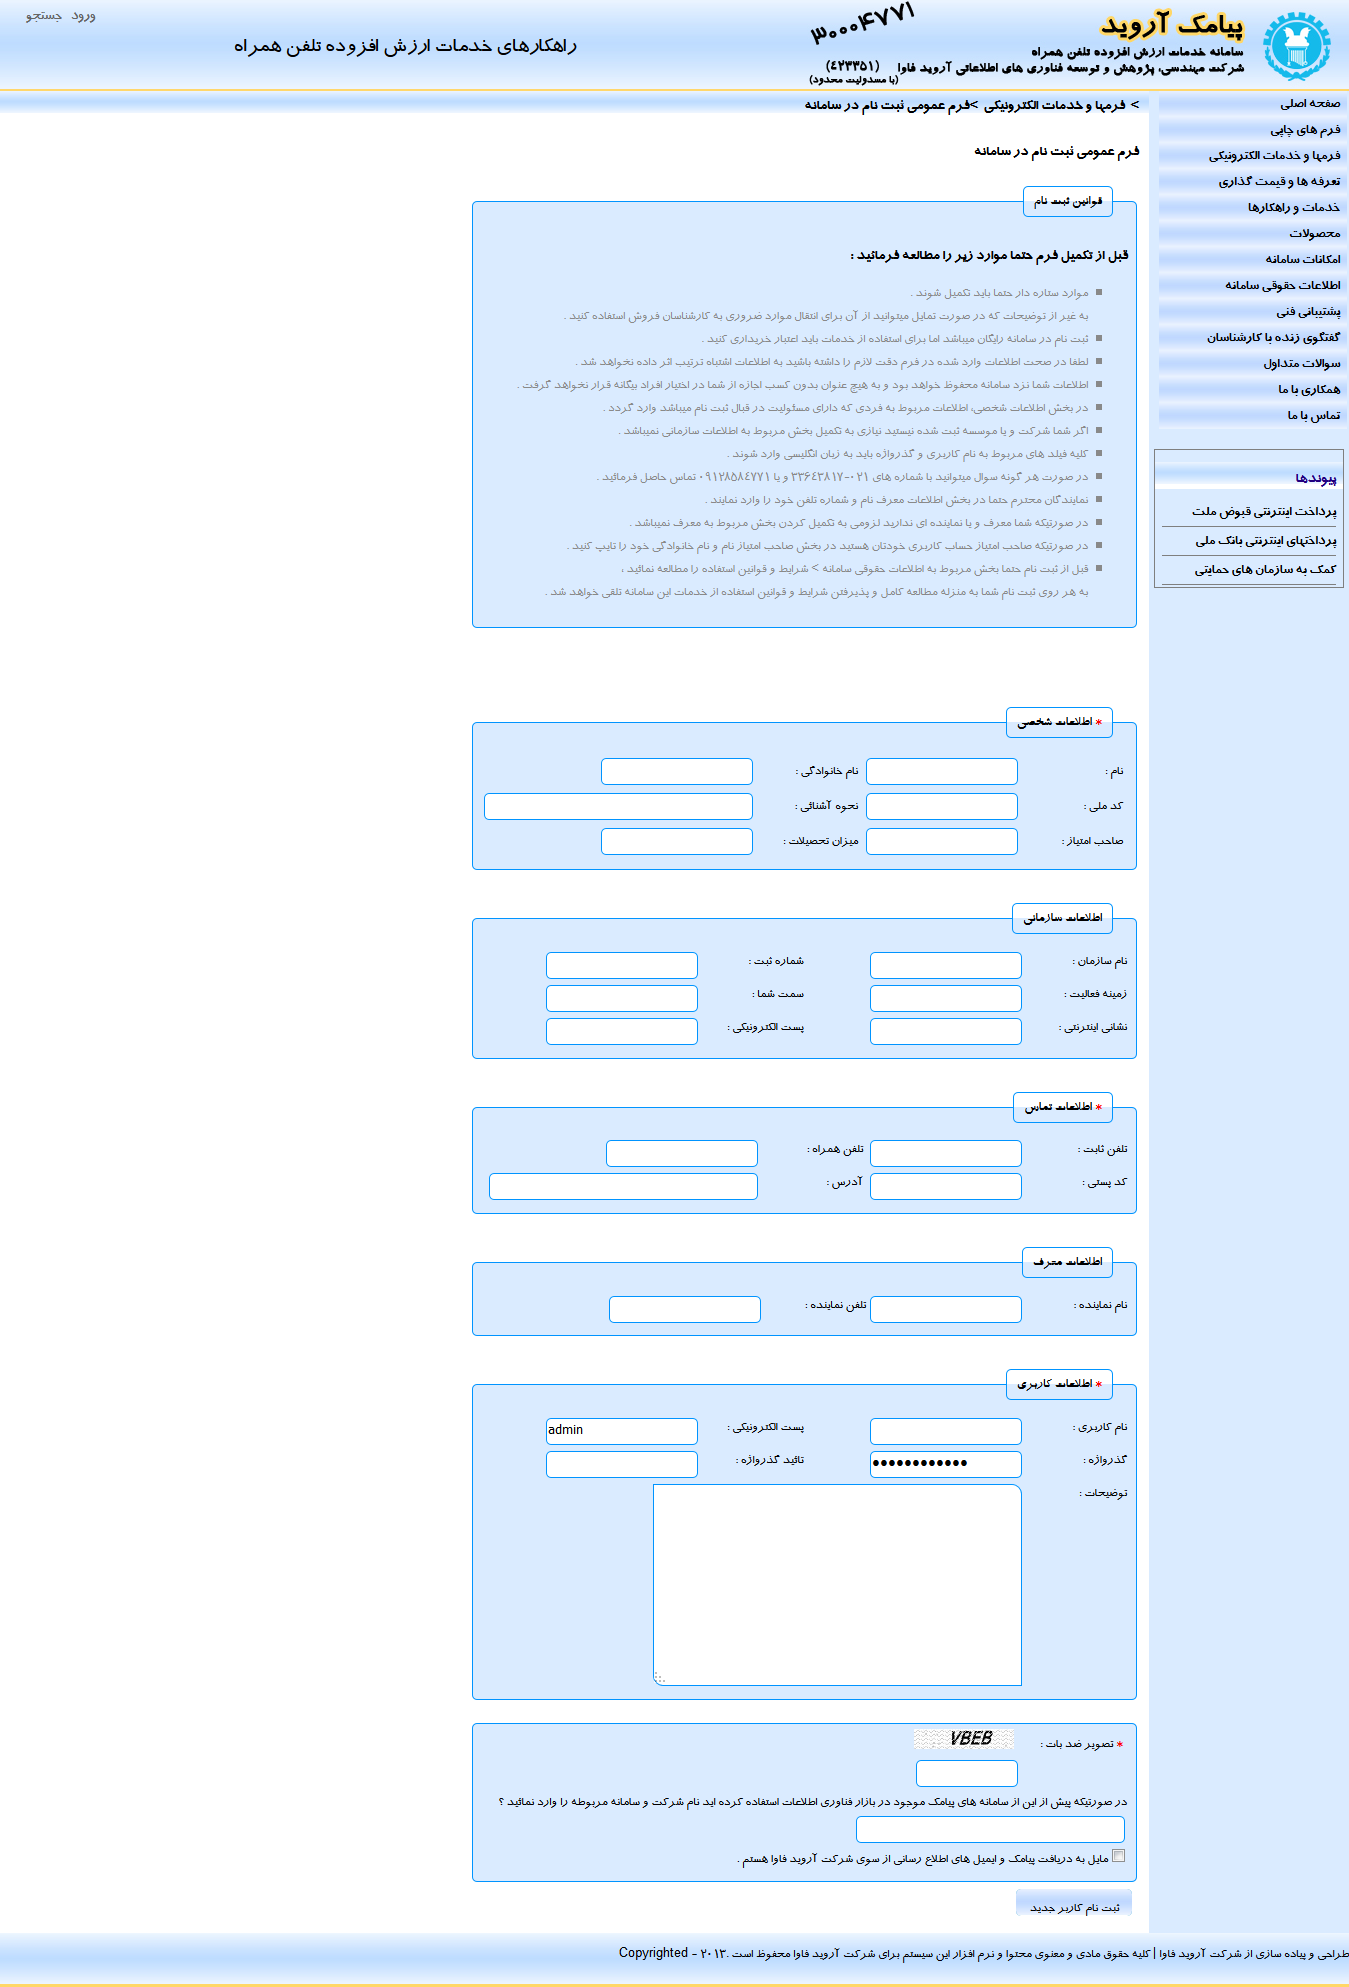 پیامک آروید
سامانه خدمات ارزش افزوده تلفن همراه
شرکت مهندسی، پژوهش و توسعه فناوری های اطلاعاتی آروید فاوا
(٤٢٣٣٥١)
(با مسئولیت محدود)
۳۰۰۰۴۷۷۱
راهکارهای خدمات ارزش افزوده تلفن همراه
ورود جستجو
صفحه اصلی
فرم های چاپی
فرمها و خدمات الکترونیکی
تعرفه ها و قیمت گذاری
خدمات و راهکارها
محصولات
امکانات سامانه
اطلاعات حقوقی سامانه
پشتیبانی فنی
گفتگوی زنده با کارشناسان
سوالات متداول
همکاری با ما
تماس با ما
پیوندها
پرداخت اینترنتی قبوض ملت
پرداختهای اینترنتی بانک ملی
کمک به سازمان های حمایتی
> فرمها و خدمات الکترونیکی >فرم عمومی ثبت نام در سامانه
فرم عمومی ثبت نام در سامانه
قوانین ثبت نام
قبل از تکمیل فرم حتما موارد زیر را مطالعه فرمائید :
موارد ستاره دار حتما باید تکمیل شوند .
به غیر از توضیحات که در صورت تمایل میتوانید از آن برای انتقال موارد ضروری به کارشناسان فروش استفاده کنید .
ثبت نام در سامانه رایگان میباشد اما برای استفاده از خدمات باید اعتبار خریداری کنید .
لطفا در صحت اطلاعات وارد شده در فرم دقت لازم را داشته باشید به اطلاعات اشتباه ترتیب اثر داده نخواهد شد .
اطلاعات شما نزد سامانه محفوظ خواهد بود و به هیچ عنوان بدون کسب اجازه از شما در اختیار افراد بیگانه قرار نخواهد گرفت .
در بخش اطلاعات شخصی، اطلاعات مربوط به فردی که دارای مسئولیت در قبال ثبت نام میباشد وارد گردد .
اگر شما شرکت و یا موسسه ثبت شده نیستید نیازی به تکمیل بخش مربوط به اطلاعات سازمانی نمیباشد .
کلیه فیلد های مربوط به نام کاربری و گذرواژه باید به زبان انگلیسی وارد شوند .
در صورت هر گونه سوال میتوانید با شماره های ٠٢١-٣٣٦٤٣٨١٧ و یا ٠٩١٢٨٥٨٤٧٧١ تماس حاصل فرمائید .
نمایندگان محترم حتما در بخش اطلاعات معرف نام و شماره تلفن خود را وارد نمایند .
در صورتیکه شما معرف و یا نماینده ای ندارید لزومی به تکمیل کردن بخش مربوط به معرف نمیباشد .
در صورتیکه صاحب امتیاز حساب کاربری خودتان هستید در بخش صاحب امتیاز نام و نام خانوادگی خود را تایپ کنید .
قبل از ثبت نام حتما بخش مربوط به اطلاعات حقوقی سامانه > شرایط و قوانین استفاده را مطالعه نمائید ،
به هر روی ثبت نام شما به منزله مطالعه کامل و پذیرفتن شرایط و قوانین استفاده از خدمات این سامانه تلقی خواهد شد .
* اطلاعات شخصی
نام : نام خانوادگی :
کد ملی : نحوه آشنائی :
صاحب امتیاز : میزان تحصیلات :
اطلاعات سازمانی
نام سازمان : شماره ثبت :
زمینه فعالیت : سمت شما :
نشانی اینترنتی : پست الکترونیکی :
* اطلاعات تماس
تلفن ثابت : تلفن همراه :
کد پستی : آدرس :
اطلاعات معرف
نام نماینده : تلفن نماینده :
* اطلاعات کاربری
نام کاربری : پست الکترونیکی : admin
گذرواژه : •••••••••••• تائید گذرواژه :
توضیحات :
* تصویر ضد بات : VBEB
در صورتیکه پیش از این از سامانه های پیامک موجود در بازار فناوری اطلاعات استفاده کرده اید نام شرکت و سامانه مربوطه را وارد نمائید ؟
مایل به دریافت پیامک و ایمیل های اطلاع رسانی از سوی شرکت آروید فاوا هستم .
ثبت نام کاربر جدید
طراحی و پیاده سازی از شرکت آروید فاوا | کلیه حقوق مادی و معنوی محتوا و نرم افزار این سیستم برای شرکت آروید فاوا محفوظ است .٢٠١٣ - Copyrighted